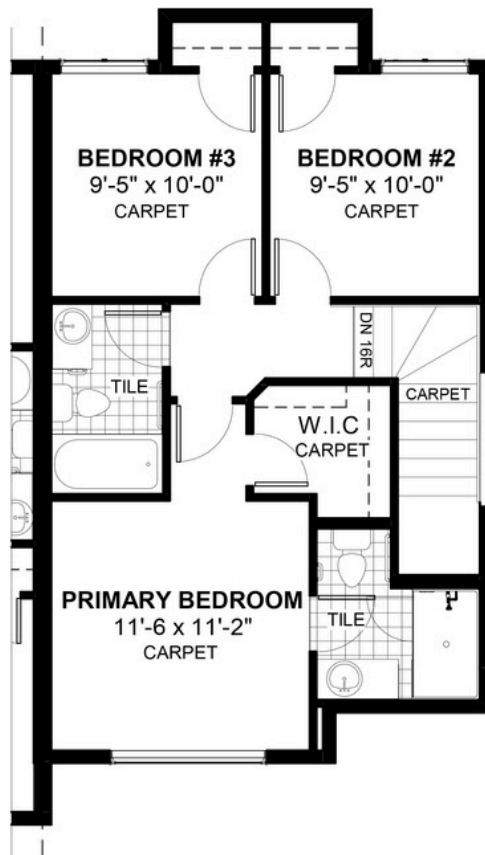 BEDROOM #3
9'-5" x 10'-0"
CARPET
BEDROOM #2
9'-5" x 10'-0"
CARPET
DN 16R
TILE
CARPET
W.I.C
CARPET
PRIMARY BEDROOM
11'-6 x 11'-2"
CARPET
TILE